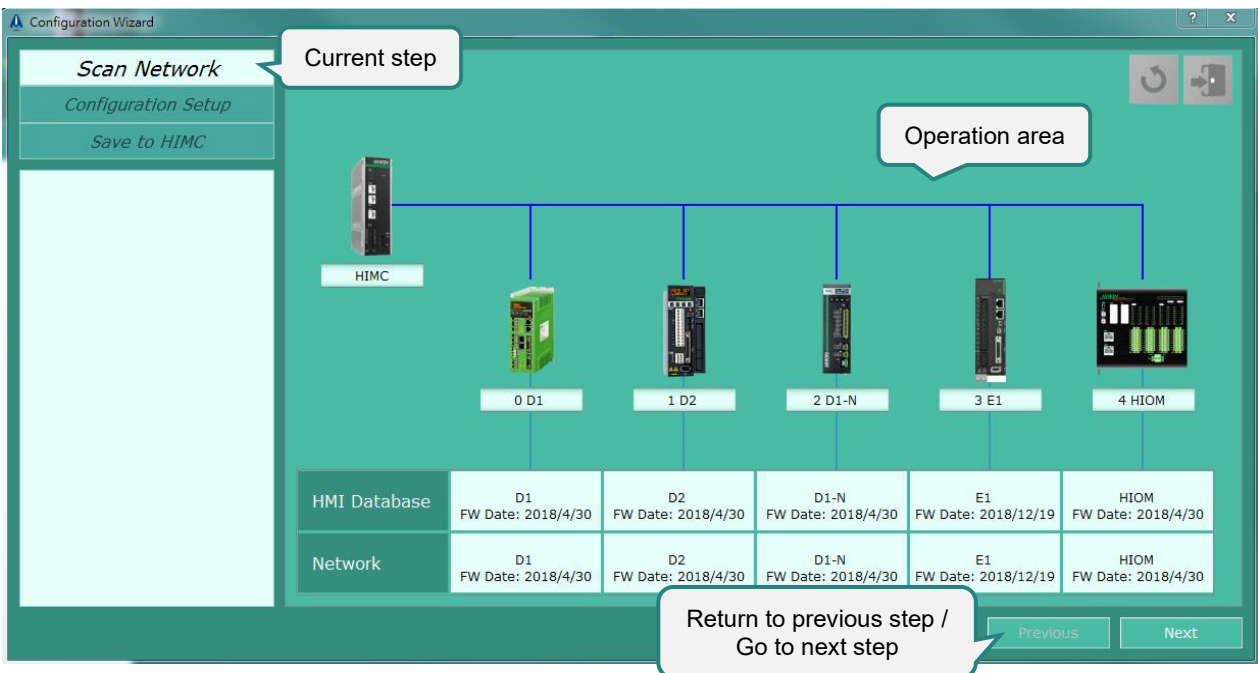 Configuration Wizard
? X
Scan Network
Current step
Configuration Setup
Save to HIMC
Operation area
HIMC
0 D1
1 D2
2 D1-N
3 E1
4 HIOM
HMI Database
D1
FW Date: 2018/4/30
D2
FW Date: 2018/4/30
D1-N
FW Date: 2018/4/30
E1
FW Date: 2018/12/19
HIOM
FW Date: 2018/4/30
Network
D1
FW Date: 2018/4/30
D2
FW Date: 2018/4/30
D1-N
FW Date: 2018/4/30
E1
FW Date: 2018/12/19
HIOM
FW Date: 2018/4/30
Return to previous step /
Go to next step
Previous
Next